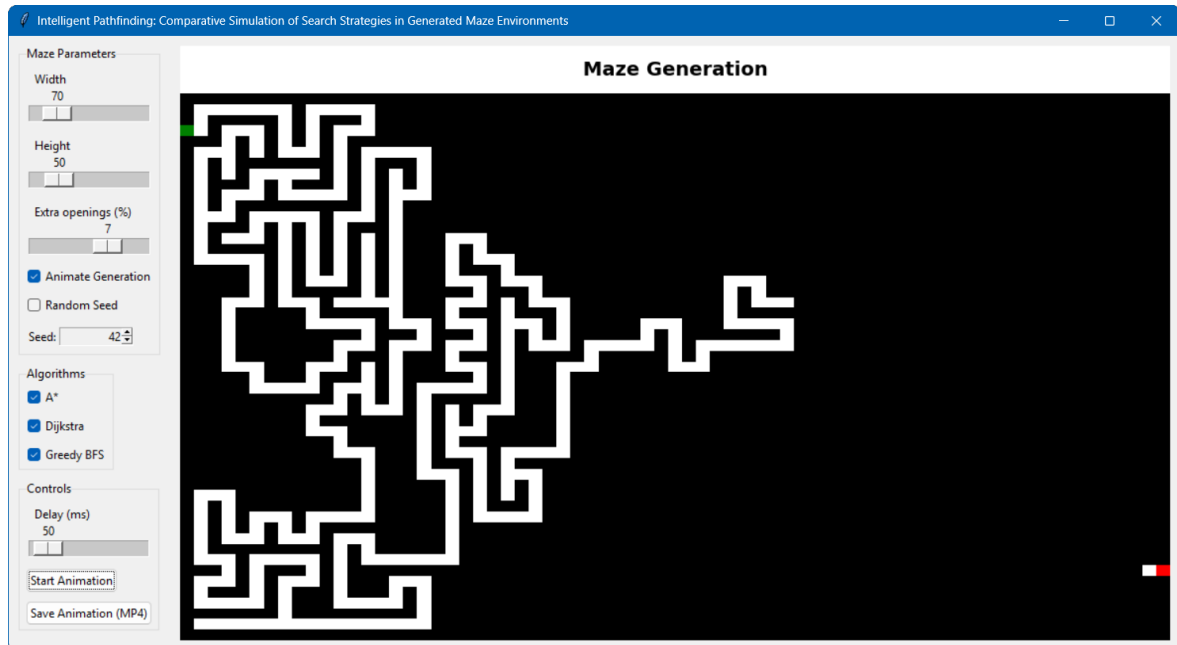 Intelligent Pathfinding: Comparative Simulation of Search Strategies in Generated Maze Environments
Maze Parameters
Width
70
Height
50
Extra openings (%)
7
Animate Generation
Random Seed
Seed: 42
Algorithms
A*
Dijkstra
Greedy BFS
Controls
Delay (ms)
50
Start Animation
Save Animation (MP4)
Maze Generation